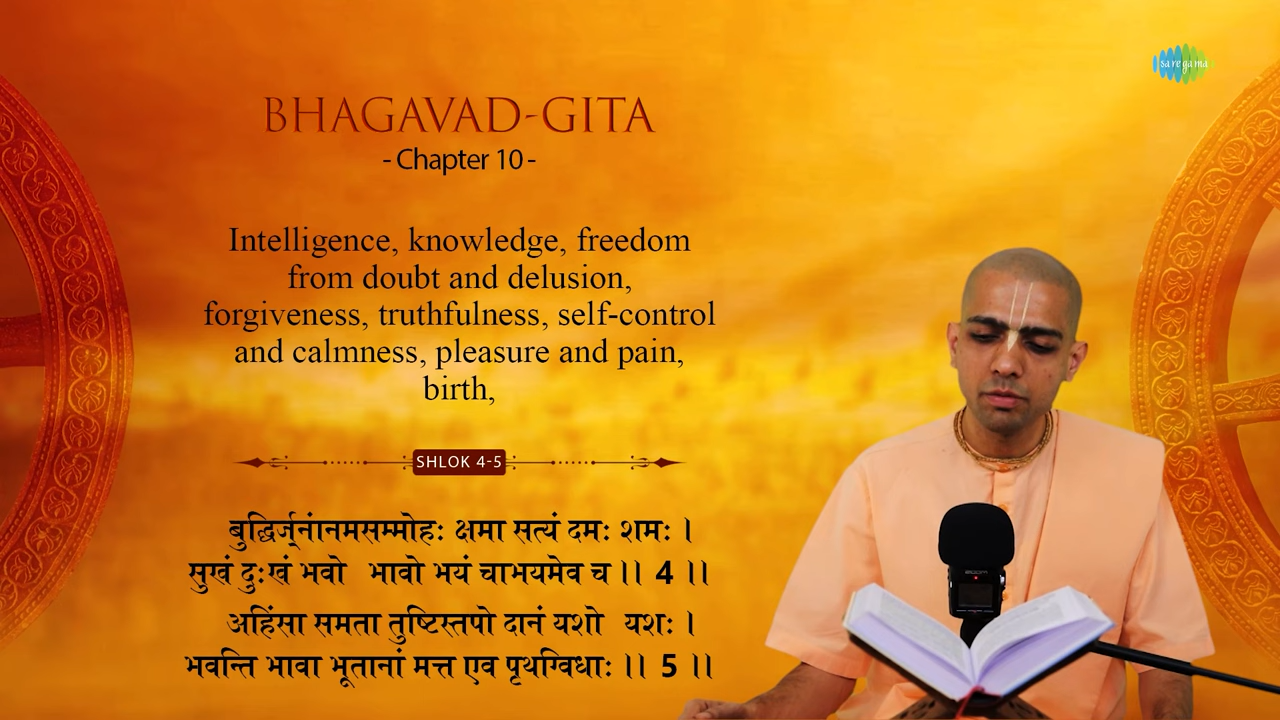 saregama
BHAGAVAD-GITA
- Chapter 10 -
Intelligence, knowledge, freedom
from doubt and delusion,
forgiveness, truthfulness, self-control
and calmness, pleasure and pain,
birth,
SHLOK 4-5
बुद्धिर्ज्नांनमसम्मोहः क्षमा सत्यं दमः शमः ।
सुखं दुःखं भवो भावो भयं चाभयमेव च ।। 4 ।।
अहिंसा समता तुष्टिस्तपो दानं यशो यशः ।
भवन्ति भावा भूतानां मत्त एव पृथग्विधाः ।। 5 ।।
zoom